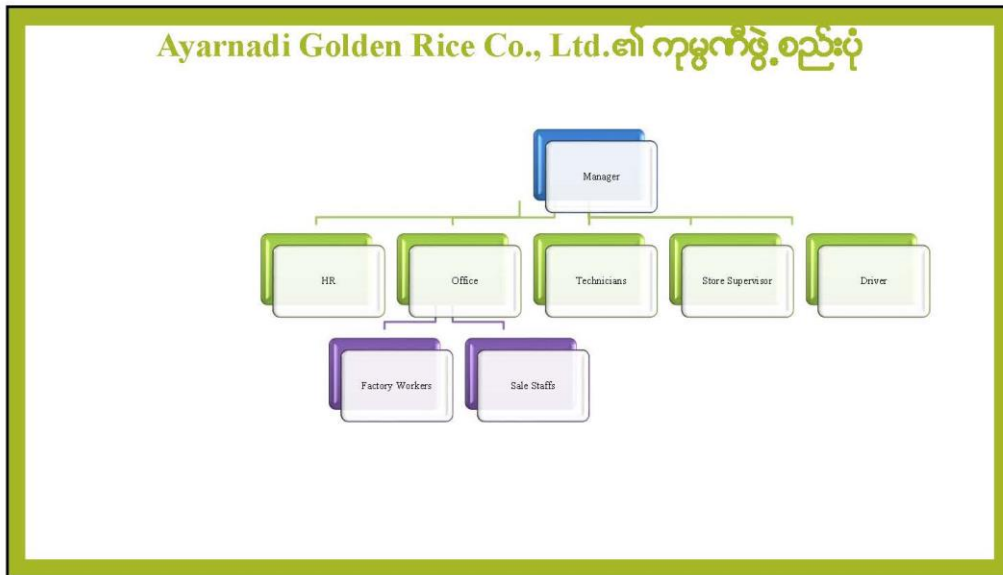 Ayarnadi Golden Rice Co., Ltd.၏ ကုမ္ပဏီဖွဲ့စည်းပုံ
Manager
HR
Office
Technicians
Store Supervisor
Driver
Factory Workers
Sale Staffs